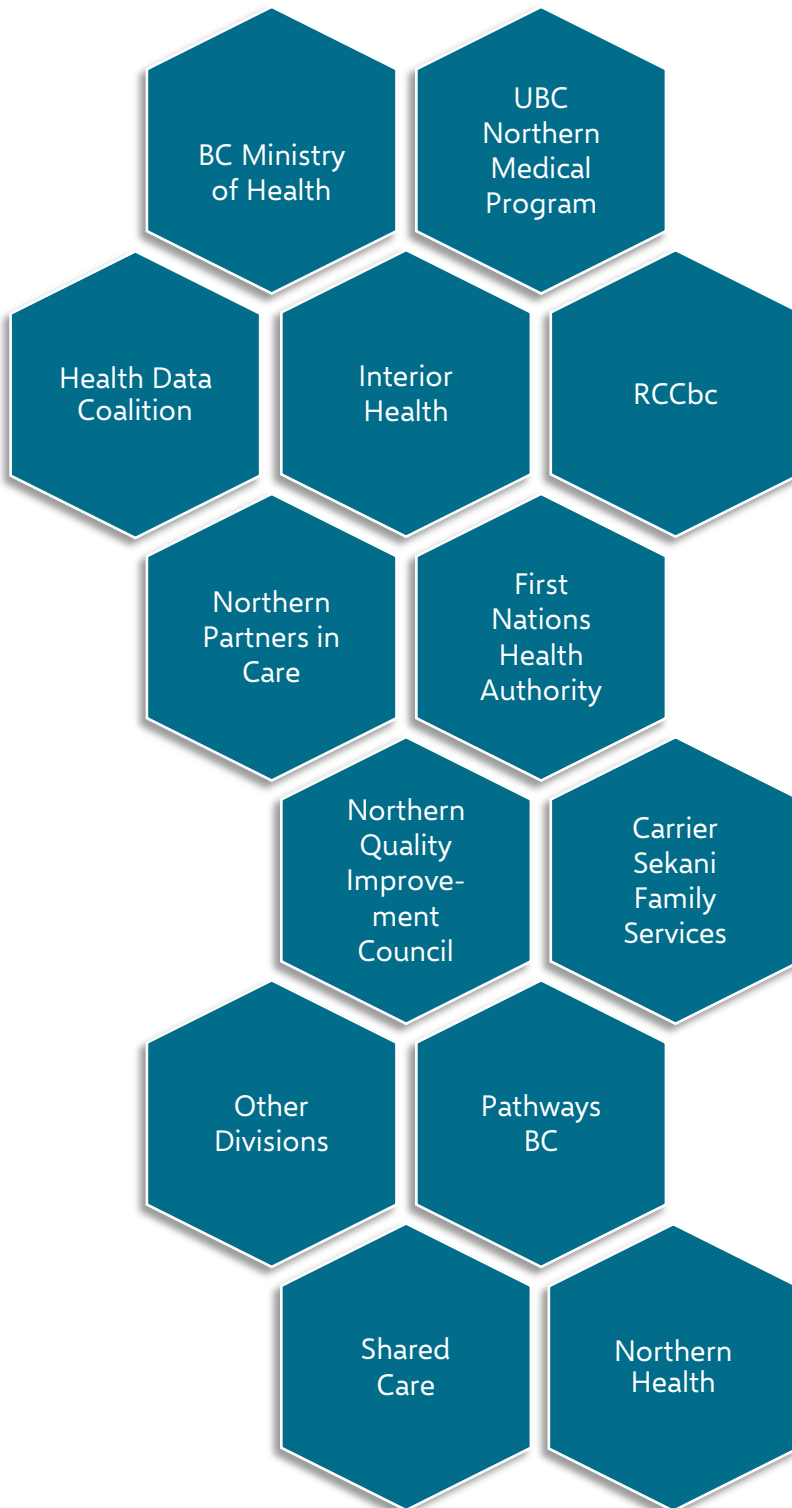 BC Ministry
of Health
UBC
Northern
Medical
Program
Health Data
Coalition
Interior
Health
RCCbc
Northern
Partners in
Care
First
Nations
Health
Authority
Northern
Quality
Improve-
ment
Council
Carrier
Sekani
Family
Services
Other
Divisions
Pathways
BC
Shared
Care
Northern
Health